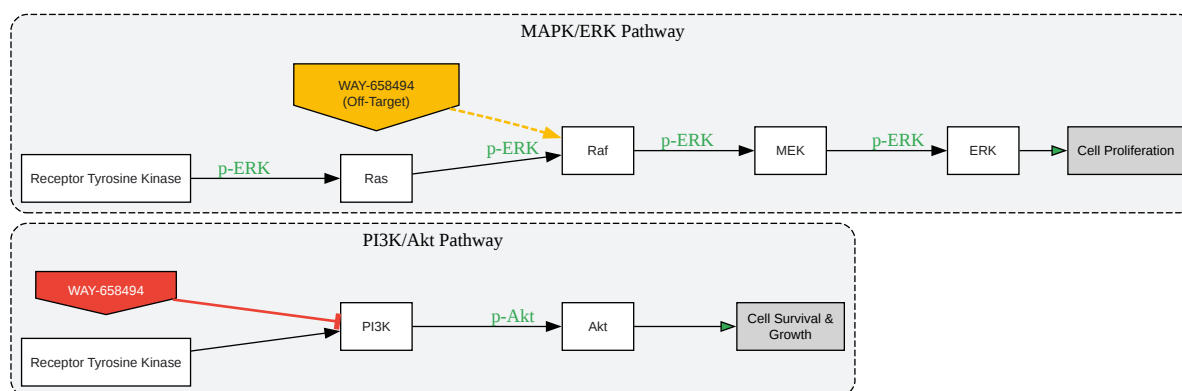 MAPK/ERK Pathway
WAY-658494
(Off-Target)
Receptor Tyrosine Kinase
p-ERK
Ras
p-ERK
Raf
p-ERK
MEK
p-ERK
ERK
Cell Proliferation
PI3K/Akt Pathway
WAY-658494
Receptor Tyrosine Kinase
PI3K
p-Akt
Akt
Cell Survival &
Growth